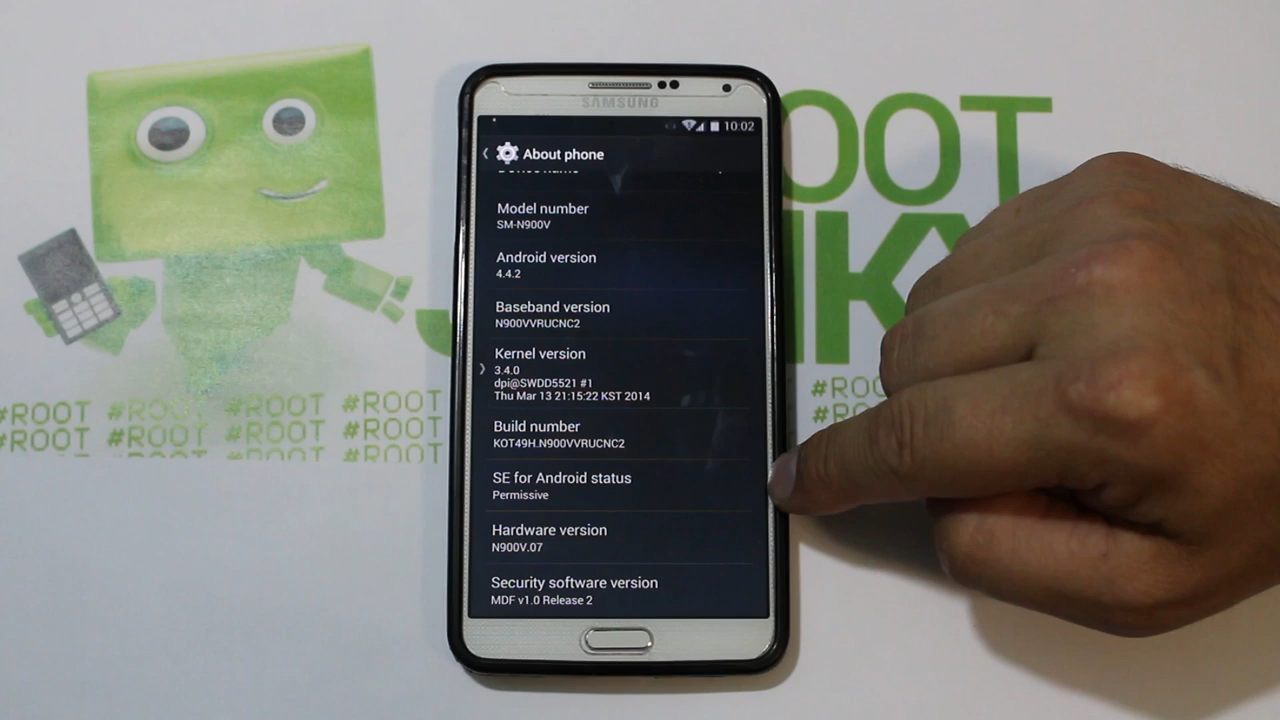 SAMSUNG
10:02
About phone
Device name
Model number
SM-N900V
Android version
4.4.2
Baseband version
N900VVRUCNC2
Kernel version
3.4.0
dpi@SWDD5521 #1
Thu Mar 13 21:15:22 KST 2014
Build number
KOT49H.N900VVRUCNC2
SE for Android status
Permissive
Hardware version
N900V.07
Security software version
MDF v1.0 Release 2
OOT
#ROOT #ROOT #ROOT #ROOT
#ROOT #ROOT #ROOT #ROOT